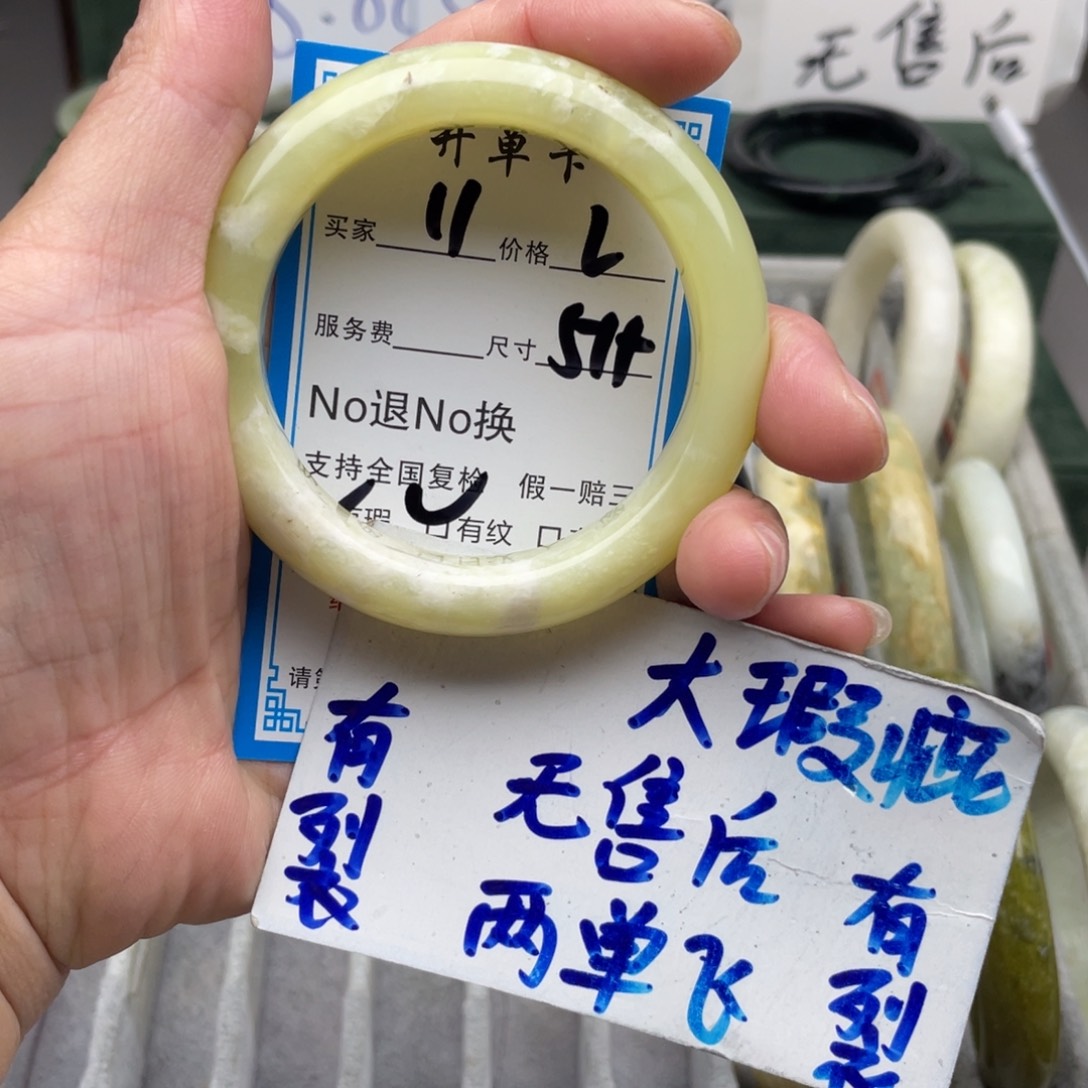 无售后
开单卡
买家 11 价格
服务费 尺寸 57+
No退No换
支持全国复检 假一赔三
有纹
请
大瑕疵
有裂
无售后
两单飞
有裂